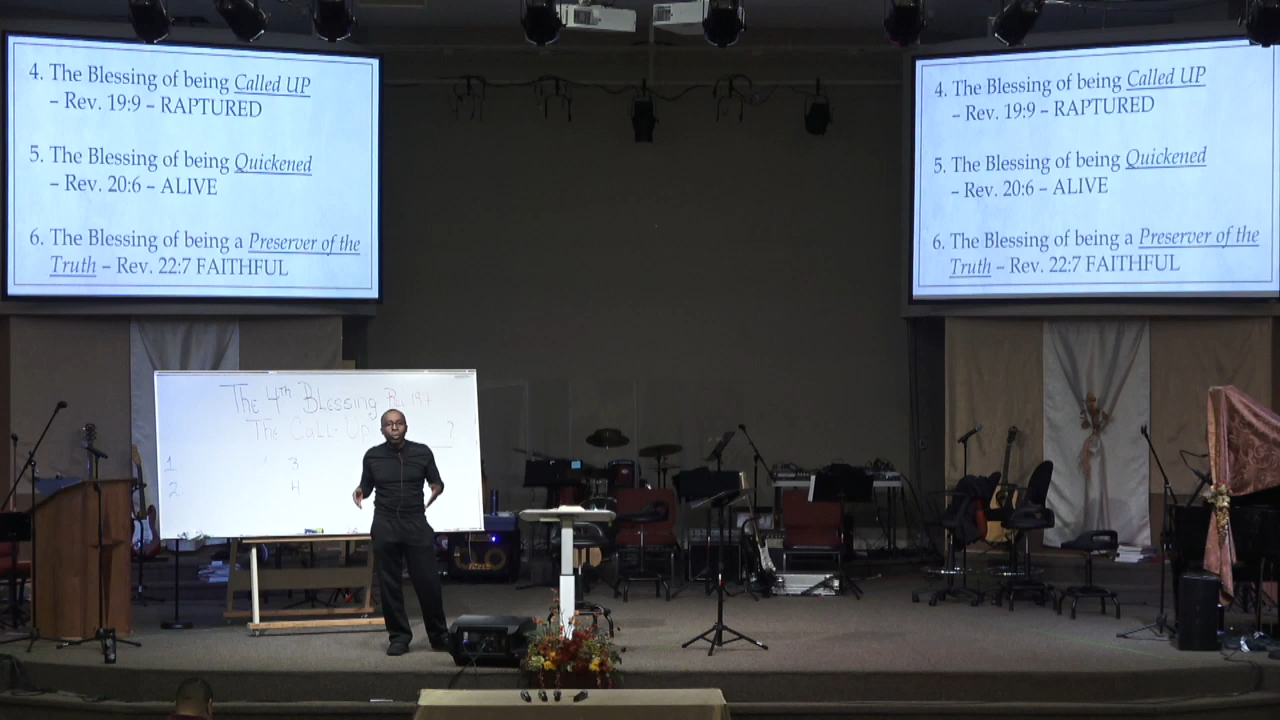 4. The Blessing of being Called UP
– Rev. 19:9 – RAPTURED
5. The Blessing of being Quickened
– Rev. 20:6 – ALIVE
6. The Blessing of being a Preserver of the
Truth – Rev. 22:7 FAITHFUL
The 4th Blessing
The Call-Up ?
1 3
2 4
4. The Blessing of being Called UP
– Rev. 19:9 – RAPTURED
5. The Blessing of being Quickened
– Rev. 20:6 – ALIVE
6. The Blessing of being a Preserver of the
Truth – Rev. 22:7 FAITHFUL